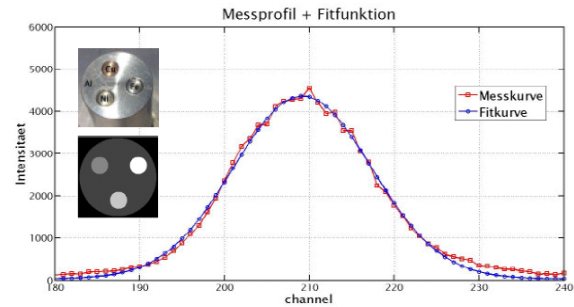 Messprofil + Fitfunktion
6000
5000
4000
3000
2000
1000
0
Intensitaet
Cu
Al
Fe
Ni
Messkurve
Fitkurve
180
190
200
210
220
230
240
channel